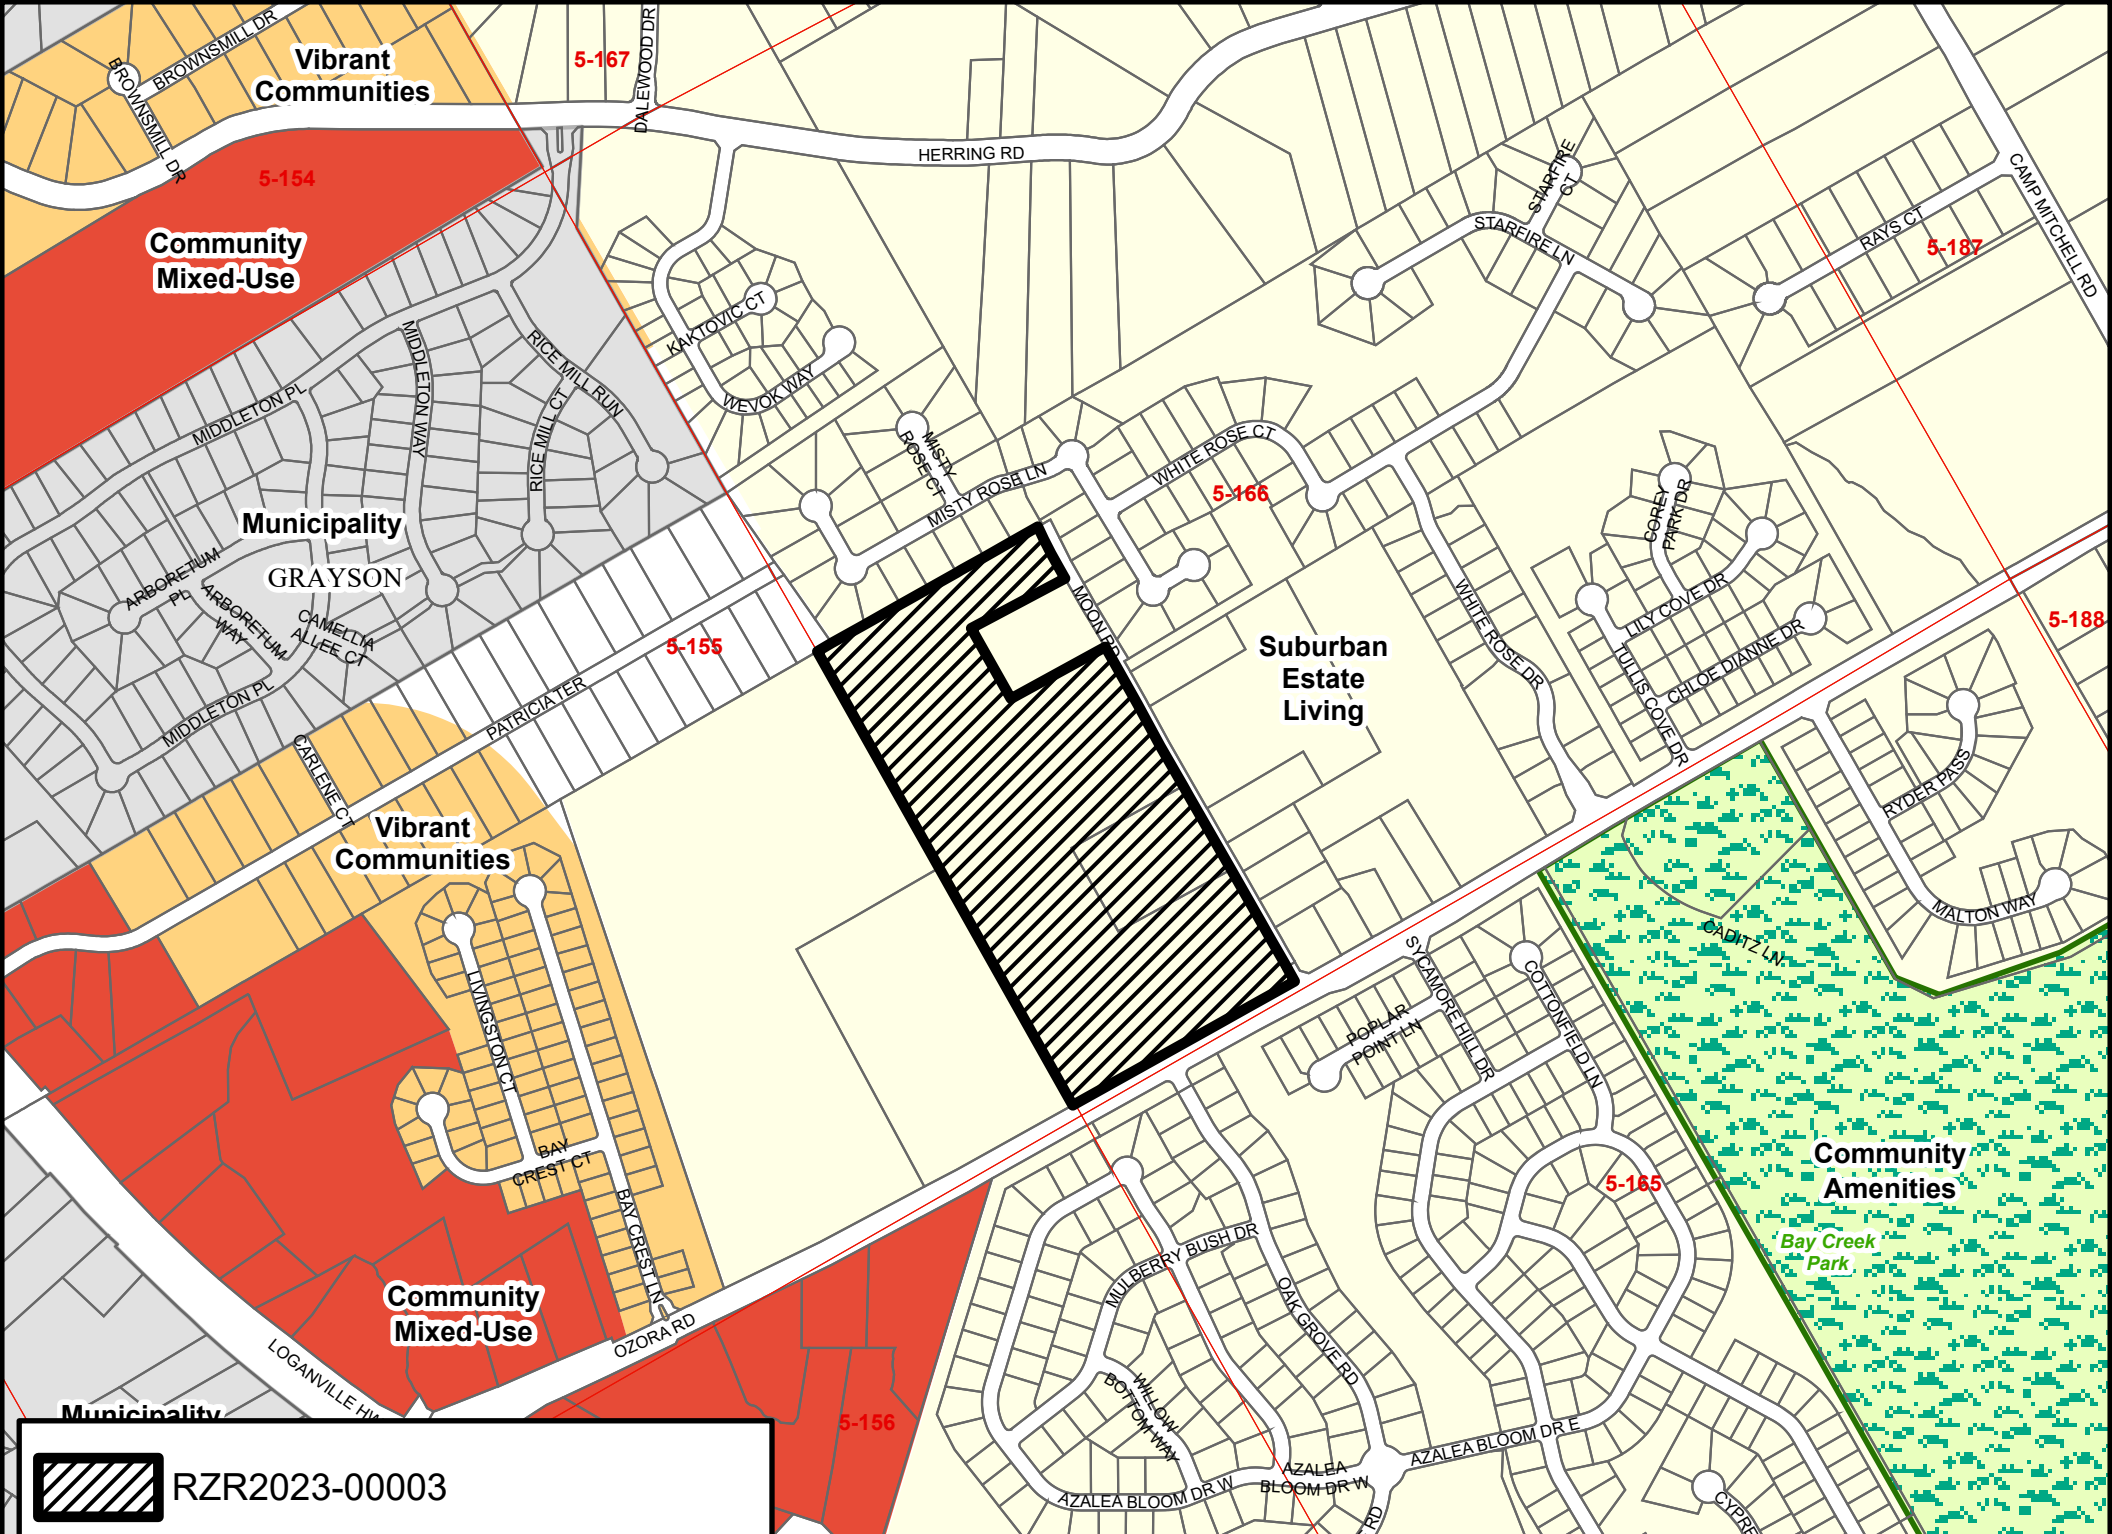 BROWNSMILL DR
BROWNSMILL DR
Vibrant
Communities
5-167
DALEWOOD DR
HERRING RD
5-154
Community
Mixed-Use
STARFIRE
CT
STARFIRE LN
RAYS CT
5-187
CAMP MITCHELL RD
KAKTOVIC CT
WEVOK WAY
MIDDLETON PL
MIDDLETON WAY
RICE MILL RUN
RICE MILL CT
MISTY
ROSE CT
MISTY ROSE LN
WHITE ROSE CT
5-166
COREY
PARK DR
LILY COVE DR
CHLOE DIANNE DR
TULIS COVE DR
WHITE ROSE DR
Municipality
GRAYSON
ARBORETUM
PL
ARBORETUM
WAY
CAMELLIA
ALLEE CT
MIDDLETON PL
5-155
PATRICIA TER
MOON RD
Suburban
Estate
Living
5-188
CARLENE CT
Vibrant
Communities
RYDER PASS
MALTON WAY
CADITZ LN
LIVINGSTON CT
BAY
CREST CT
BAY CREST LN
SYCAMORE HILL DR
COTTONFIELD LN
POPLAR
POINT LN
Community
Amenities
5-165
Bay Creek
Park
MULBERRY BUSH DR
OAK GROVE RD
Community
Mixed-Use
OZORA RD
LOGANVILLE HW
WILLOW
BOTTOM WAY
5-156
Municipality
AZALEA BLOOM DR E
AZALEA
BLOOM DR W
AZALEA BLOOM DR W
RD
CYPRE
RZR2023-00003